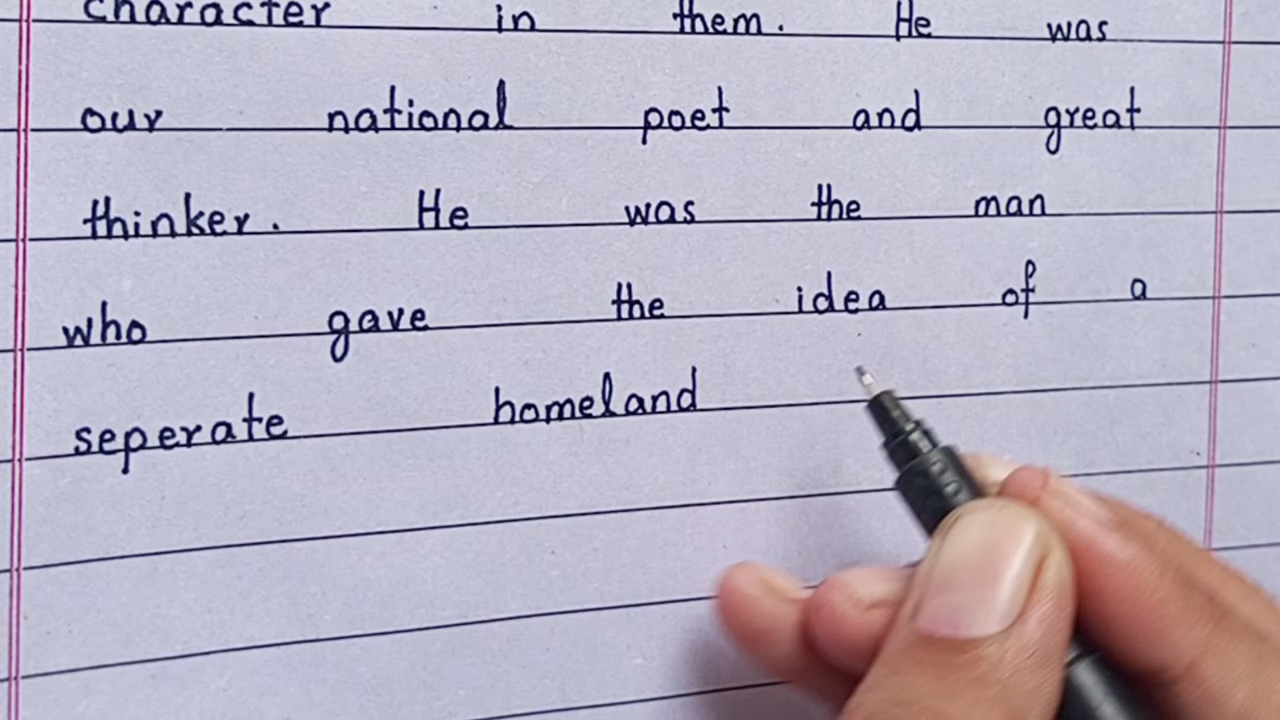 character in them. He was
our national poet and great
thinker. He was the man
who gave the idea of a
seperate homeland